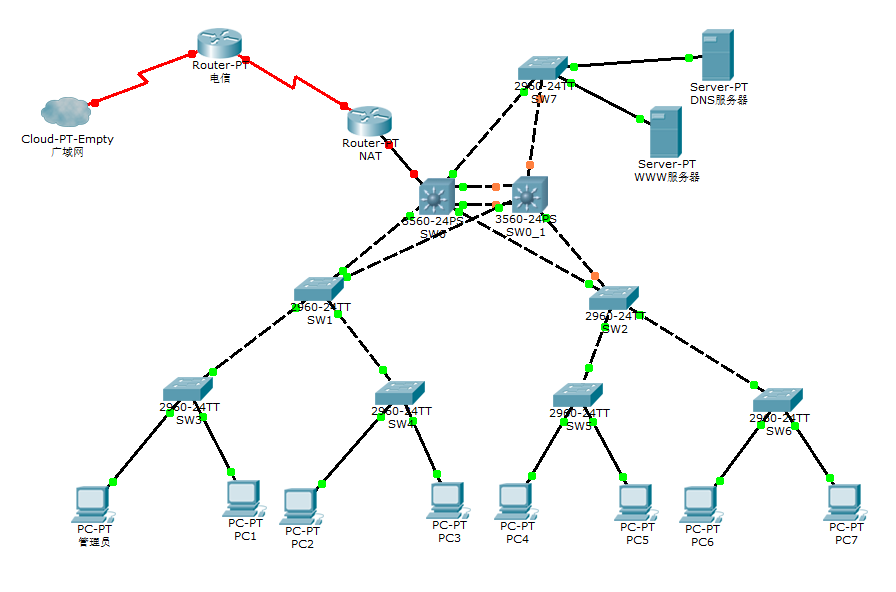 Router-PT
电信
Cloud-PT-Empty
广域网
Router-PT
NAT
2960-24TT
SW7
Server-PT
DNS服务器
Server-PT
WWW服务器
3560-24PS
SW0
3560-24PS
SW0_1
2960-24TT
SW1
2960-24TT
SW2
2960-24TT
SW3
2960-24TT
SW4
2960-24TT
SW5
2960-24TT
SW6
PC-PT
管理员
PC-PT
PC1
PC-PT
PC2
PC-PT
PC3
PC-PT
PC4
PC-PT
PC5
PC-PT
PC6
PC-PT
PC7